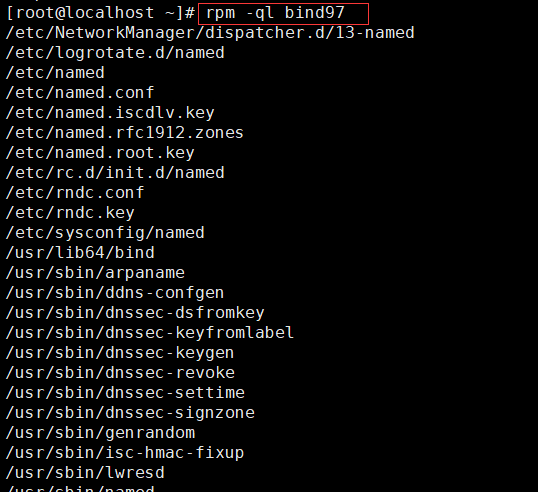 [root@localhost ~]# rpm -ql bind97
/etc/NetworkManager/dispatcher.d/13-named
/etc/logrotate.d/named
/etc/named
/etc/named.conf
/etc/named.iscdlv.key
/etc/named.rfc1912.zones
/etc/named.root.key
/etc/rc.d/init.d/named
/etc/rndc.conf
/etc/rndc.key
/etc/sysconfig/named
/usr/lib64/bind
/usr/sbin/arpaname
/usr/sbin/ddns-confgen
/usr/sbin/dnssec-dsfromkey
/usr/sbin/dnssec-keyfromlabel
/usr/sbin/dnssec-keygen
/usr/sbin/dnssec-revoke
/usr/sbin/dnssec-settime
/usr/sbin/dnssec-signzone
/usr/sbin/genrandom
/usr/sbin/isc-hmac-fixup
/usr/sbin/lwresd
/usr/sbin/named